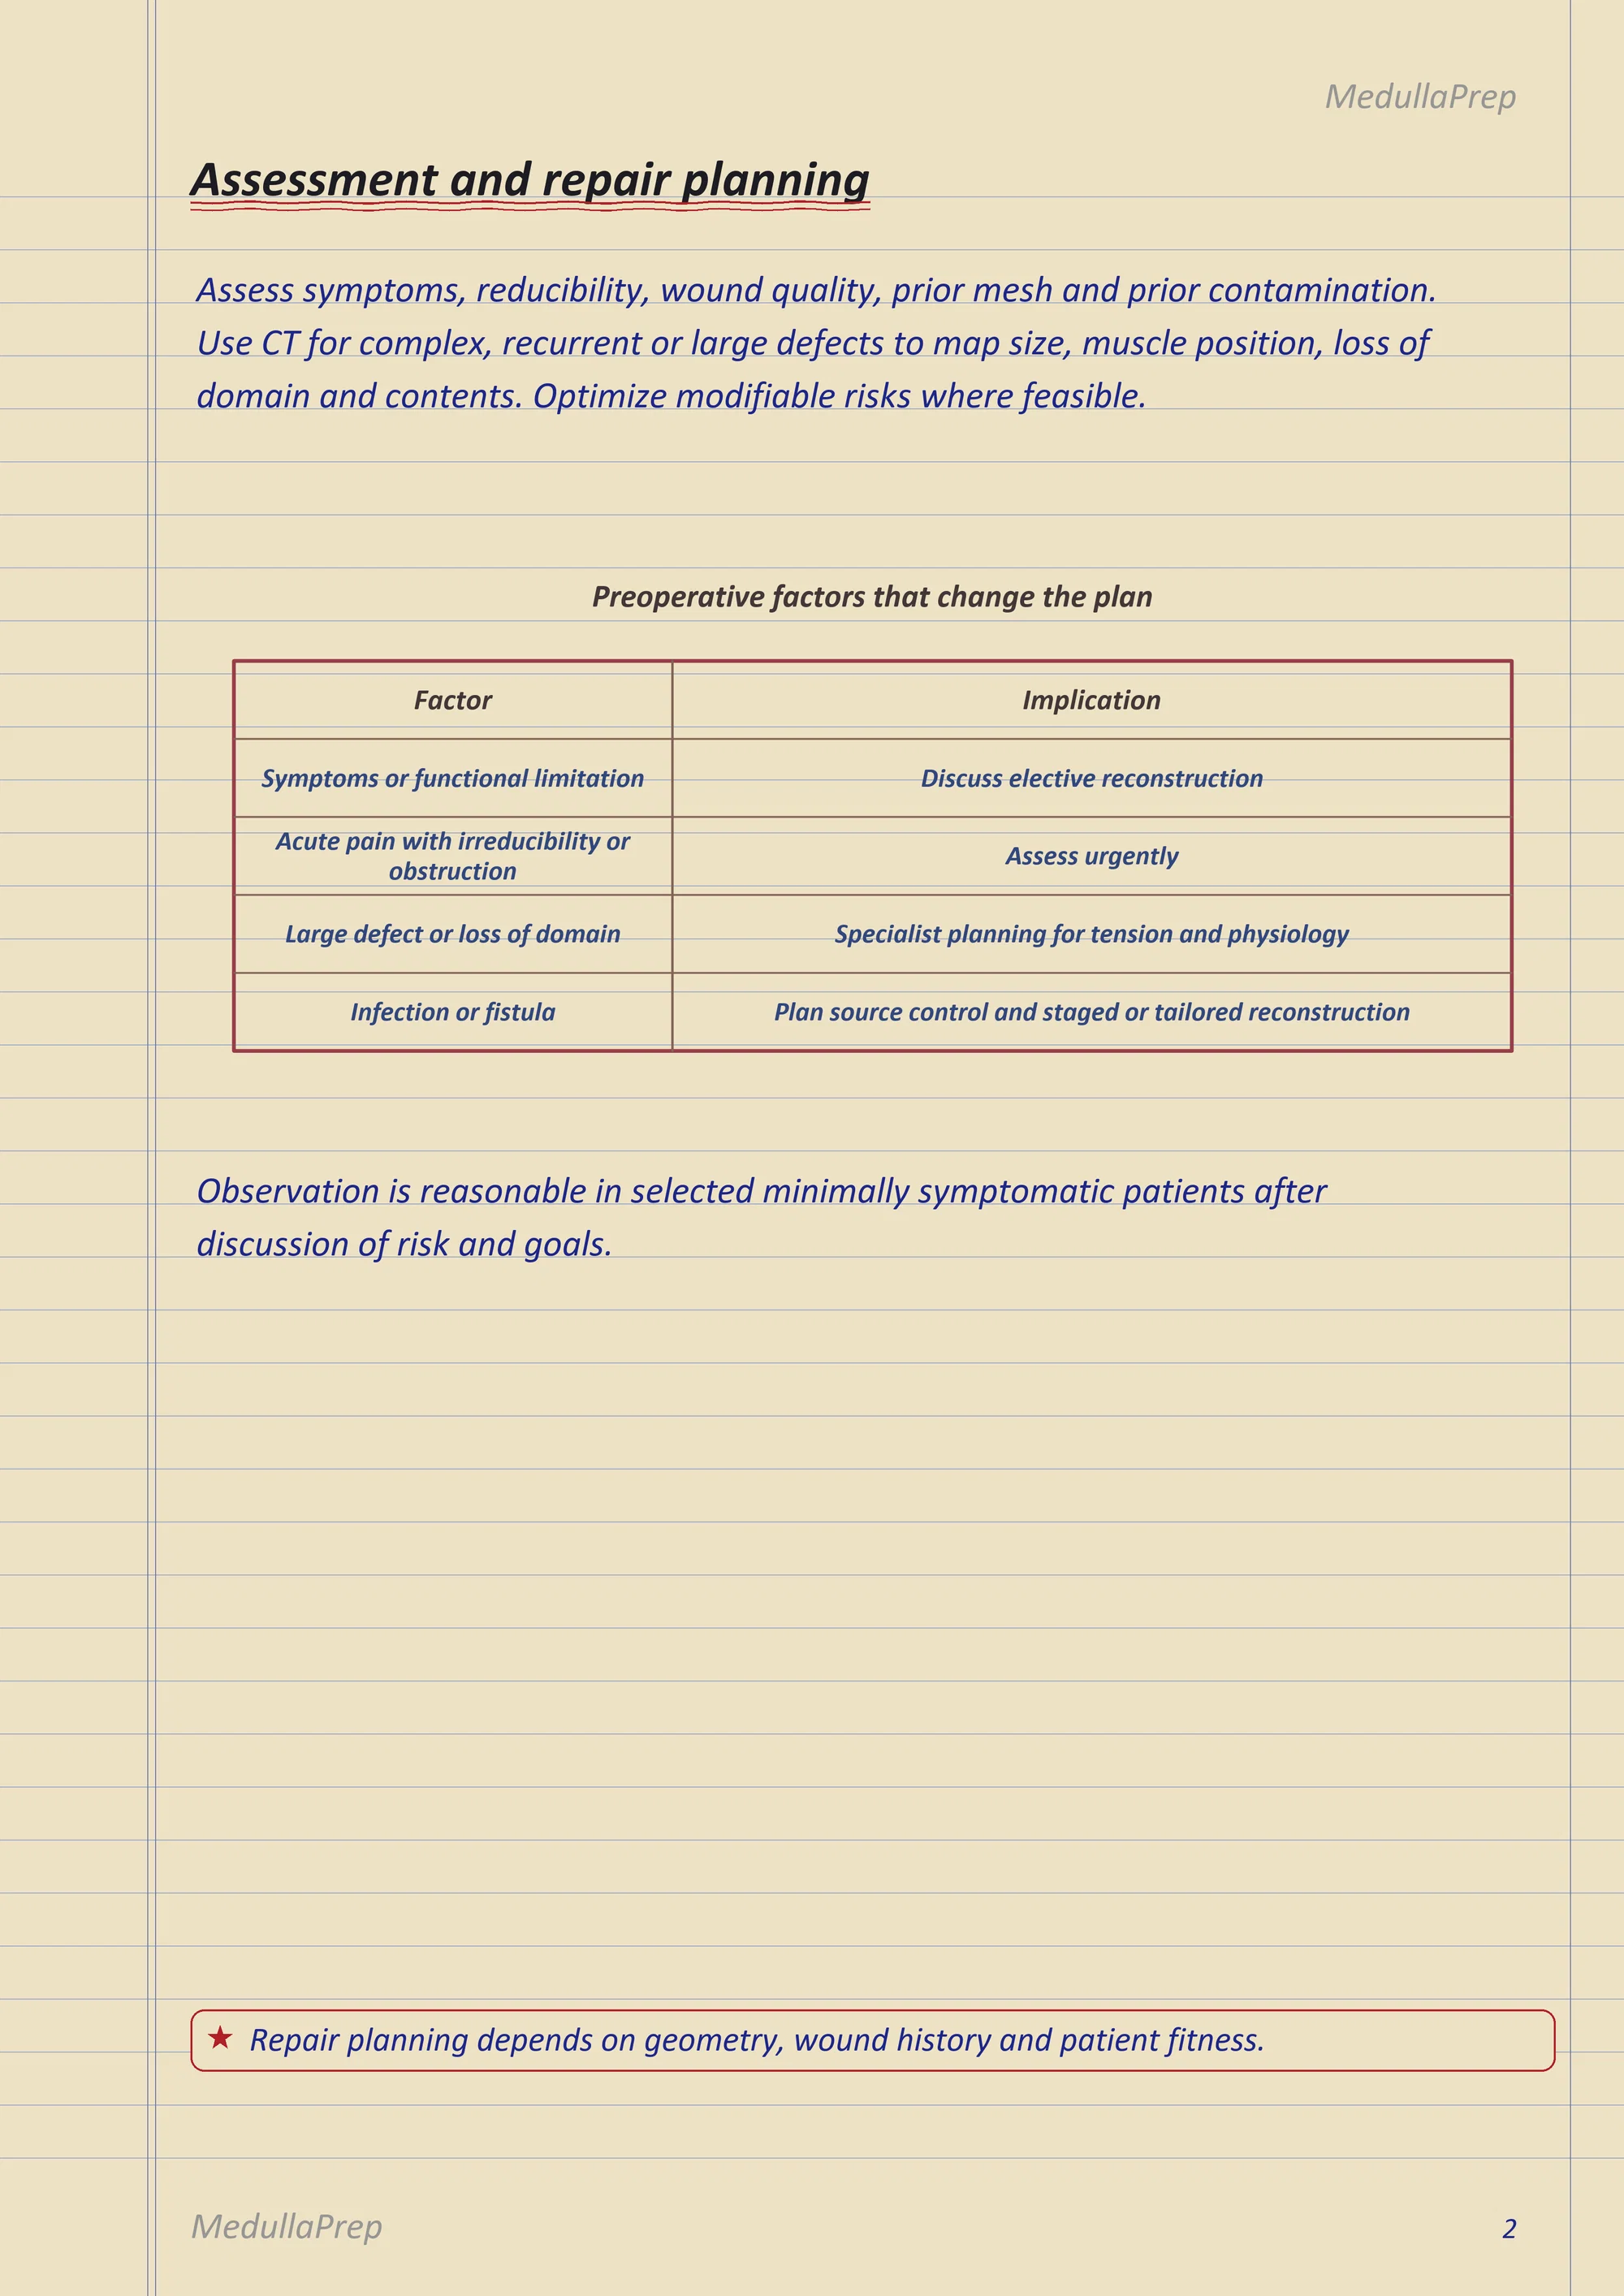 MedullaPrep
Assessment and repair planning
Assess symptoms, reducibility, wound quality, prior mesh and prior contamination.
Use CT for complex, recurrent or large defects to map size, muscle position, loss of
domain and contents. Optimize modifiable risks where feasible.
Preoperative factors that change the plan
Factor Implication
Symptoms or functional limitation Discuss elective reconstruction
Acute pain with irreducibility or
obstruction Assess urgently
Large defect or loss of domain Specialist planning for tension and physiology
Infection or fistula Plan source control and staged or tailored reconstruction
Observation is reasonable in selected minimally symptomatic patients after
discussion of risk and goals.
★ Repair planning depends on geometry, wound history and patient fitness.
MedullaPrep 2